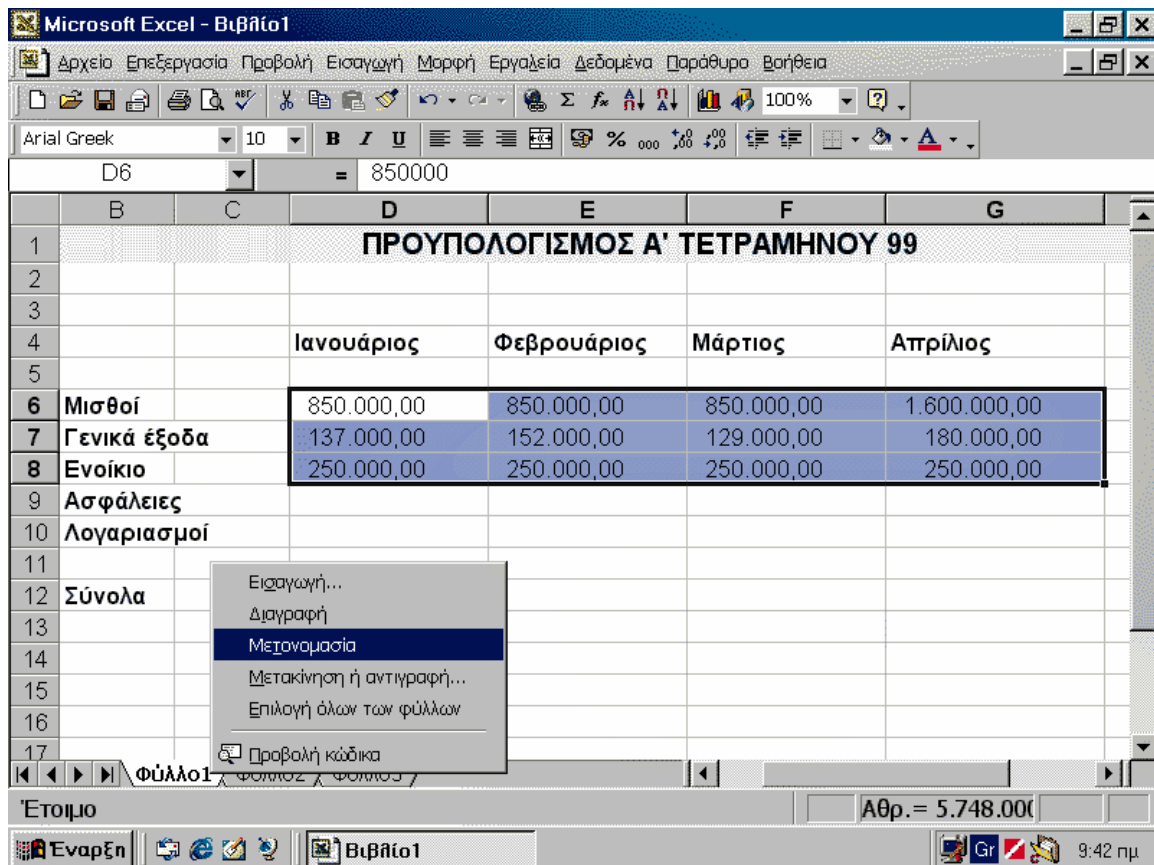 Microsoft Excel - Βιβλίο1
Αρχείο Επεξεργασία Προβολή Εισαγωγή Μορφή Εργαλεία Δεδομένα Παράθυρο Βοήθεια
100%
Arial Greek 10 B I U % 000
D6 = 850000
B C D E F G
1 ΠΡΟΥΠΟΛΟΓΙΣΜΟΣ Α' ΤΕΤΡΑΜΗΝΟΥ 99
2
3
4 Ιανουάριος Φεβρουάριος Μάρτιος Απρίλιος
5
6 Μισθοί 850.000,00 850.000,00 850.000,00 1.600.000,00
7 Γενικά έξοδα 137.000,00 152.000,00 129.000,00 180.000,00
8 Ενοίκιο 250.000,00 250.000,00 250.000,00 250.000,00
9 Ασφάλειες
10 Λογαριασμοί
11
12 Σύνολα
13
14
15
16
17
Εισαγωγή...
Διαγραφή
Μετονομασία
Μετακίνηση ή αντιγραφή...
Επιλογή όλων των φύλλων
Προβολή κώδικα
Φύλλο1 Φύλλο2 Φύλλο3
Έτοιμο Αθρ.= 5.748.00
Έναρξη Βιβλίο1 Gr 9:42 πμ